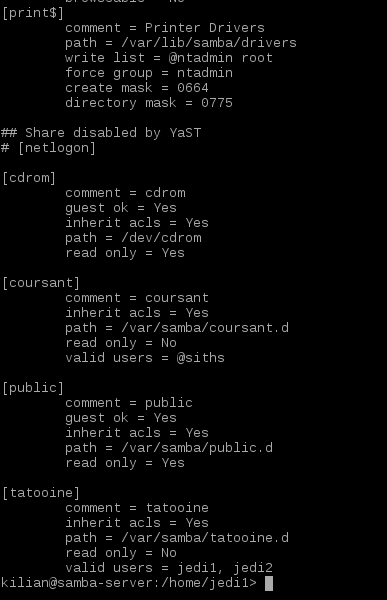 browseable = No
[print$]
comment = Printer Drivers
path = /var/lib/samba/drivers
write list = @ntadmin root
force group = ntadmin
create mask = 0664
directory mask = 0775
## Share disabled by YaST
# [netlogon]
[cdrom]
comment = cdrom
guest ok = Yes
inherit acls = Yes
path = /dev/cdrom
read only = Yes
[coursant]
comment = coursant
inherit acls = Yes
path = /var/samba/coursant.d
read only = No
valid users = @siths
[public]
comment = public
guest ok = Yes
inherit acls = Yes
path = /var/samba/public.d
read only = Yes
[tatooine]
comment = tatooine
inherit acls = Yes
path = /var/samba/tatooine.d
read only = No
valid users = jedi1, jedi2
kilian@samba-server:/home/jedi1>